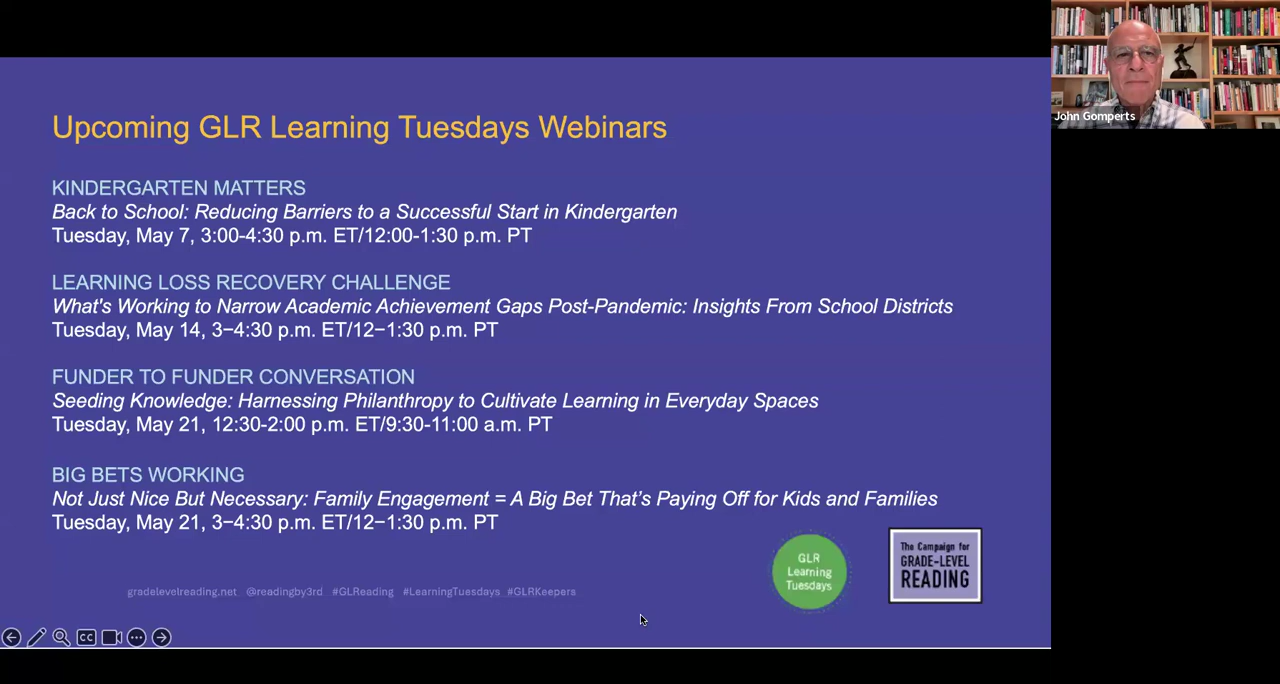 Upcoming GLR Learning Tuesdays Webinars
KINDERGARTEN MATTERS
Back to School: Reducing Barriers to a Successful Start in Kindergarten
Tuesday, May 7, 3:00-4:30 p.m. ET/12:00-1:30 p.m. PT
LEARNING LOSS RECOVERY CHALLENGE
What's Working to Narrow Academic Achievement Gaps Post-Pandemic: Insights From School Districts
Tuesday, May 14, 3–4:30 p.m. ET/12–1:30 p.m. PT
FUNDER TO FUNDER CONVERSATION
Seeding Knowledge: Harnessing Philanthropy to Cultivate Learning in Everyday Spaces
Tuesday, May 21, 12:30-2:00 p.m. ET/9:30-11:00 a.m. PT
BIG BETS WORKING
Not Just Nice But Necessary: Family Engagement = A Big Bet That’s Paying Off for Kids and Families
Tuesday, May 21, 3–4:30 p.m. ET/12–1:30 p.m. PT
GLR
Learning
Tuesdays
The Campaign for
GRADE-LEVEL
READING
gradelevelreading.net @readingby3rd #GLReading #LearningTuesdays #GLRKeepers
CC
John Gomperts